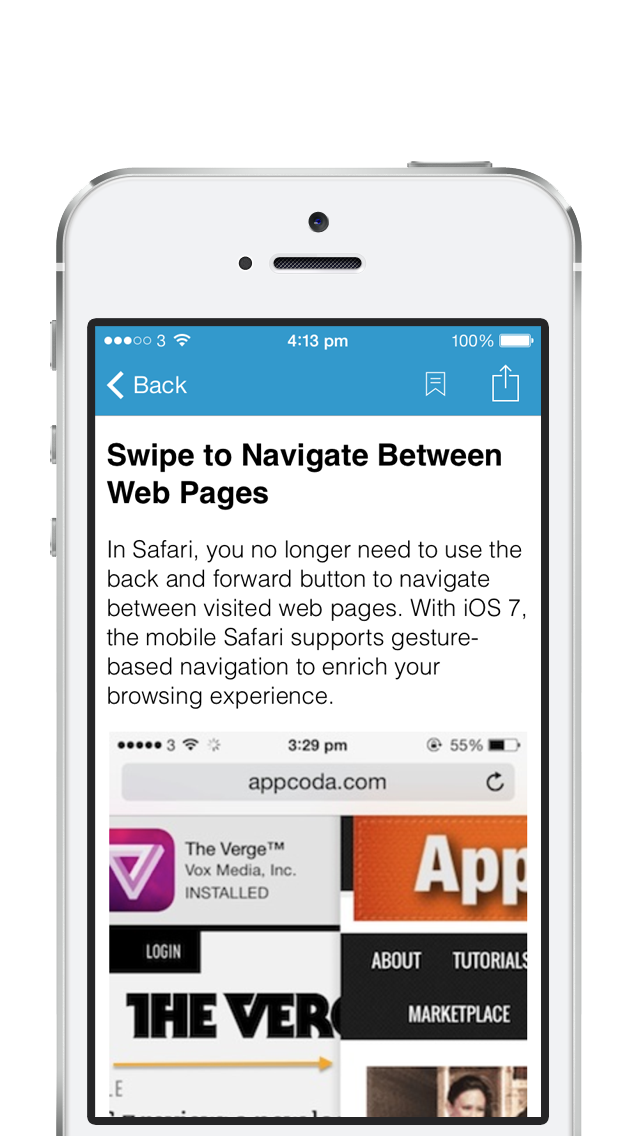 3 4:13 pm 100%
Back
Swipe to Navigate Between
Web Pages
In Safari, you no longer need to use the
back and forward button to navigate
between visited web pages. With iOS 7,
the mobile Safari supports gesture-
based navigation to enrich your
browsing experience.
3 3:29 pm 55%
appcoda.com
The Verge™
Vox Media, Inc.
INSTALLED
App
LOGIN
ABOUT TUTORIALS
THE VERG
MARKETPLACE
LE